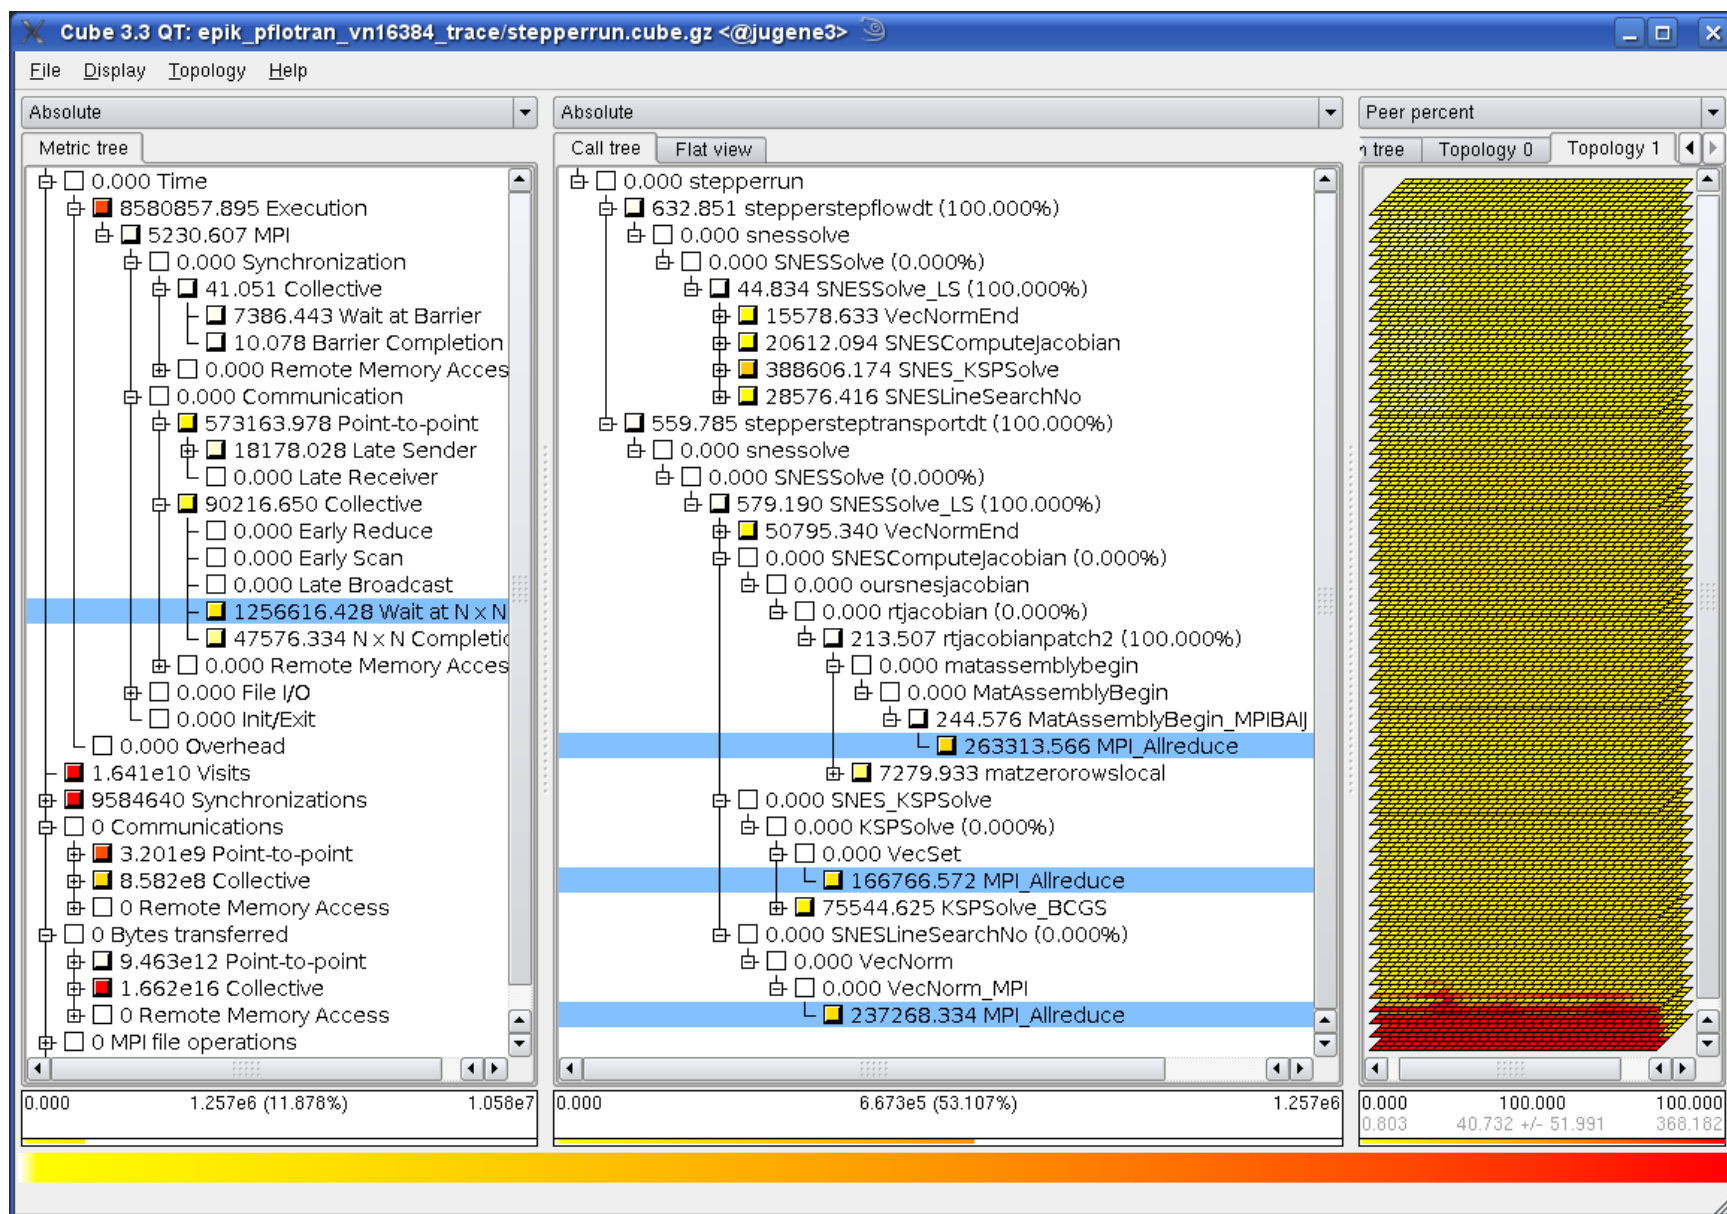 Cube 3.3 QT: epik_pflotran_vn16384_trace/stepperrun.cube.gz <@jugene3>
File Display Topology Help
Absolute
Metric tree
0.000 Time
8580857.895 Execution
5230.607 MPI
0.000 Synchronization
41.051 Collective
7386.443 Wait at Barrier
10.078 Barrier Completion
0.000 Remote Memory Acces
0.000 Communication
573163.978 Point-to-point
18178.028 Late Sender
0.000 Late Receiver
90216.650 Collective
0.000 Early Reduce
0.000 Early Scan
0.000 Late Broadcast
1256616.428 Wait at N x N
47576.334 N x N Completic
0.000 Remote Memory Acces
0.000 File I/O
0.000 Init/Exit
0.000 Overhead
1.641e10 Visits
9584640 Synchronizations
0 Communications
3.201e9 Point-to-point
8.582e8 Collective
0 Remote Memory Access
0 Bytes transferred
9.463e12 Point-to-point
1.662e16 Collective
0 Remote Memory Access
0 MPI file operations
0.000 1.257e6 (11.878%) 1.058e7
Absolute
Call tree Flat view
0.000 stepperrun
632.851 stepperstepflowdt (100.000%)
0.000 snessolve
0.000 SNESSolve (0.000%)
44.834 SNESSolve_LS (100.000%)
15578.633 VecNormEnd
20612.094 SNESComputeJacobian
388606.174 SNES_KSPSolve
28576.416 SNESLineSearchNo
559.785 steppersteptransportdt (100.000%)
0.000 snessolve
0.000 SNESSolve (0.000%)
579.190 SNESSolve_LS (100.000%)
50795.340 VecNormEnd
0.000 SNESComputeJacobian (0.000%)
0.000 oursnesjacobian
0.000 rtjacobian (0.000%)
213.507 rtjacobianpatch2 (100.000%)
0.000 matassemblybegin
0.000 MatAssemblyBegin
244.576 MatAssemblyBegin_MPIBAIJ
263313.566 MPI_Allreduce
7279.933 matzerorowslocal
0.000 SNES_KSPSolve
0.000 KSPSolve (0.000%)
0.000 VecSet
166766.572 MPI_Allreduce
75544.625 KSPSolve_BCGS
0.000 SNESLineSearchNo (0.000%)
0.000 VecNorm
0.000 VecNorm_MPI
237268.334 MPI_Allreduce
0.000 6.673e5 (53.107%) 1.257e6
Peer percent
tree Topology 0 Topology 1
0.000 100.000 100.000
0.803 40.732 +/- 51.991 368.182